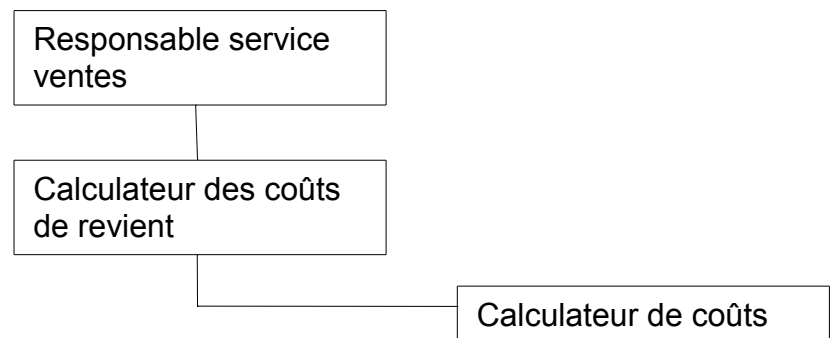 Responsable service
ventes
Calculateur des coûts
de revient
Calculateur de coûts